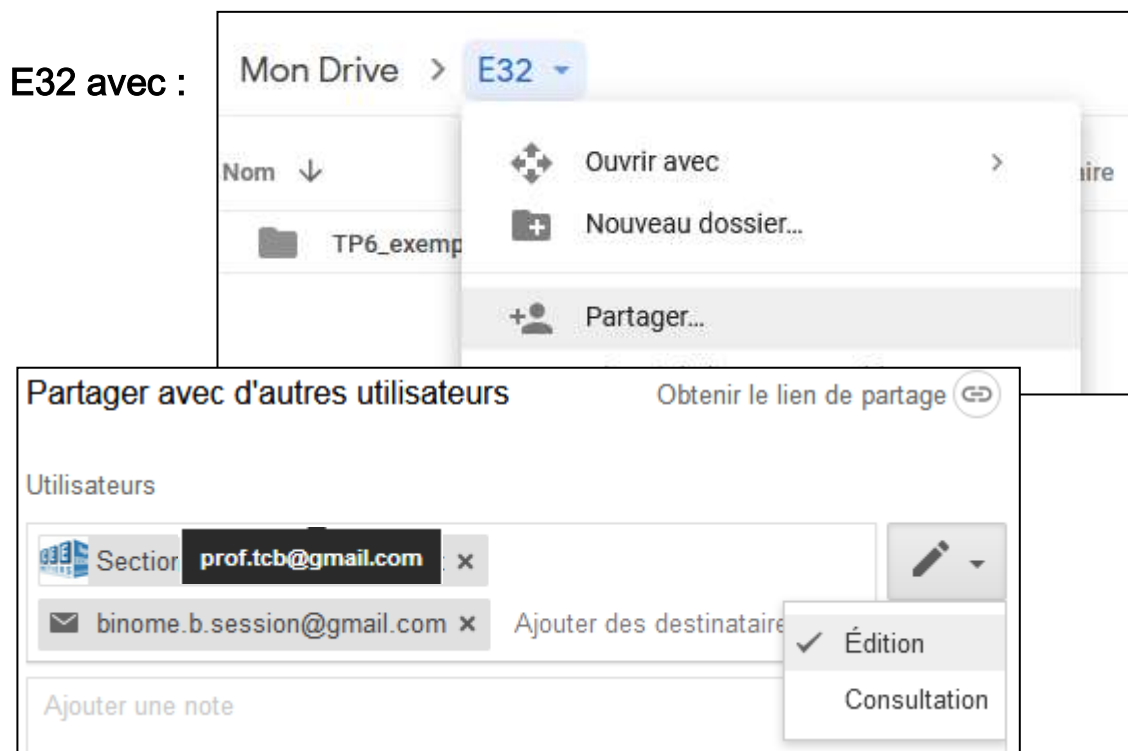 E32 avec :
Mon Drive > E32
Nom
Ouvrir avec >
Nouveau dossier...
TP6_exemp
Partager...
Partager avec d'autres utilisateurs
Obtenir le lien de partage
Utilisateurs
Section prof.tcb@gmail.com ×
binome.b.session@gmail.com × Ajouter des destinataire
Édition
Consultation
Ajouter une note